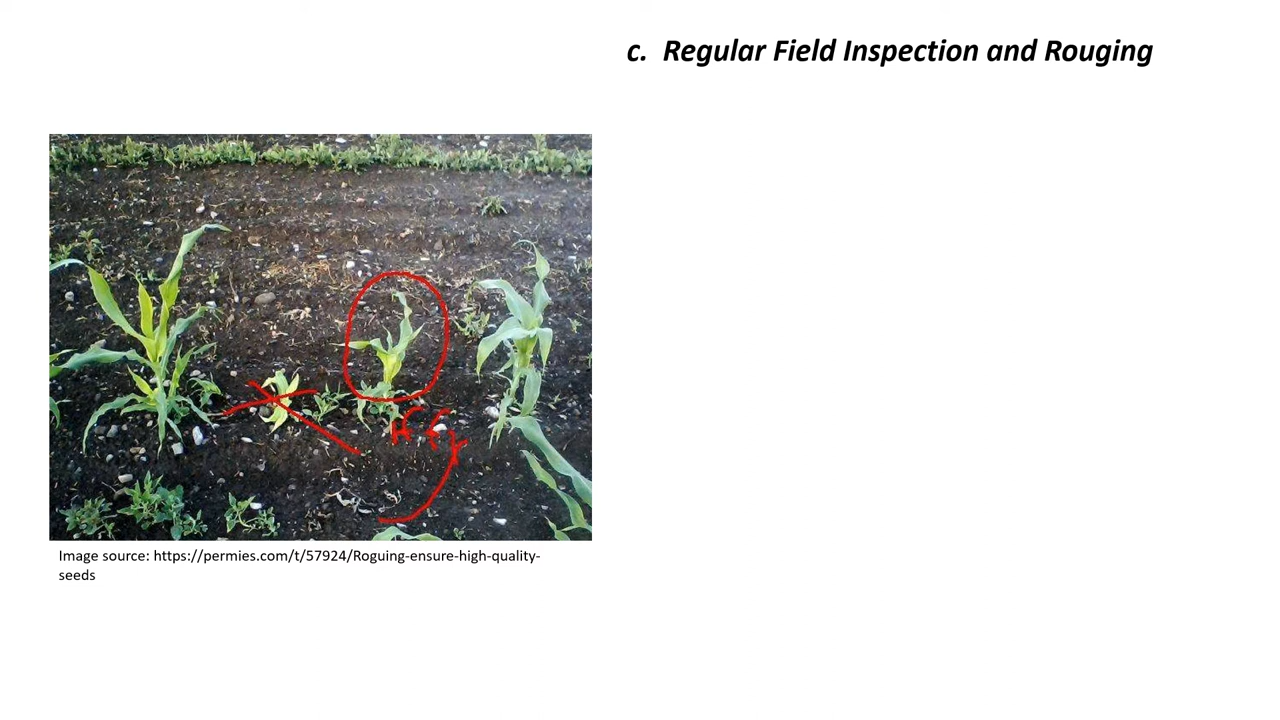 c. Regular Field Inspection and Rouging
Image source: https://permies.com/t/57924/Roguing-ensure-high-quality-
seeds